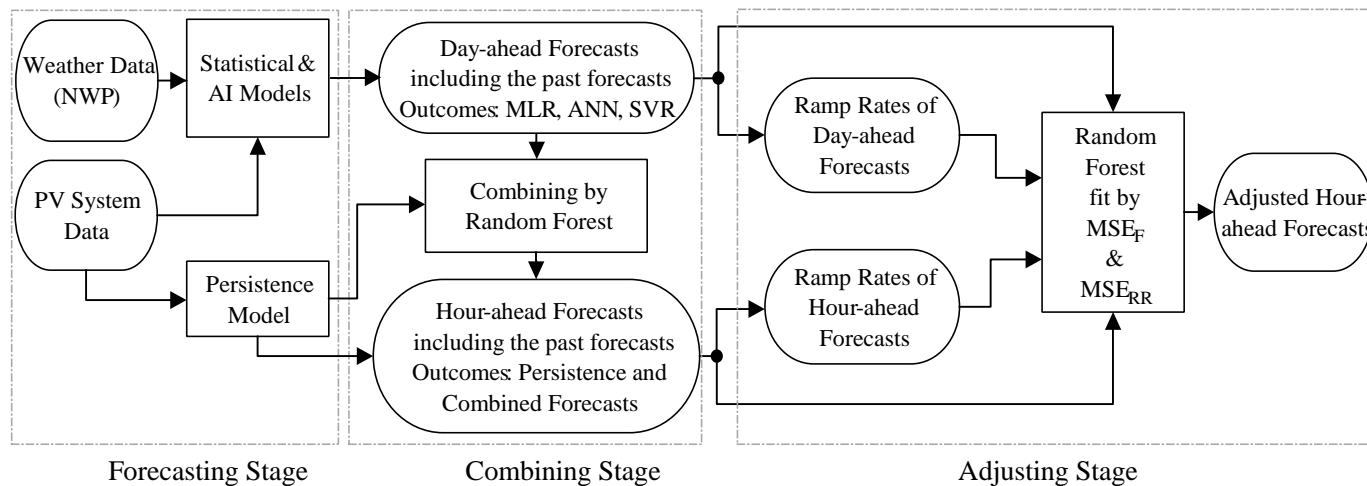 Weather Data
(NWP)
Statistical &
AI Models
PV System
Data
Persistence
Model
Forecasting Stage
Day-ahead Forecasts
including the past forecasts
Outcomes: MLR, ANN, SVR
Combining by
Random Forest
Hour-ahead Forecasts
including the past forecasts
Outcomes: Persistence and
Combined Forecasts
Combining Stage
Ramp Rates of
Day-ahead
Forecasts
Ramp Rates of
Hour-ahead
Forecasts
Random
Forest
fit by
MSE_F
&
MSE_RR
Adjusted Hour-
ahead Forecasts
Adjusting Stage